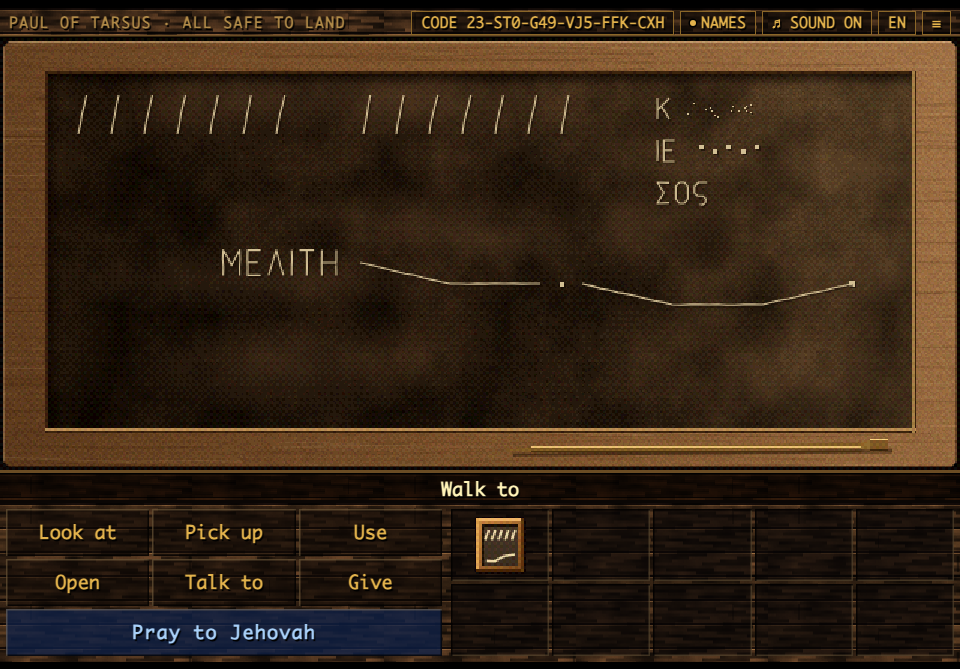 PAUL OF TARSUS · ALL SAFE TO LAND
CODE 23-ST0-G49-VJ5-FFK-CXH
NAMES
♬ SOUND ON
EN
≡
Κ
ΙΕ
ΣΟς
ΜΕΛΙΤΗ
Walk to
Look at
Pick up
Use
Open
Talk to
Give
Pray to Jehovah